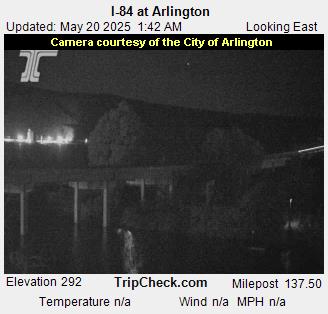 I-84 at Arlington
Updated: May 20 2025 1:42 AM Looking East
Camera courtesy of the City of Arlington
Elevation 292 TripCheck.com Milepost 137.50
Temperature n/a Wind n/a MPH n/a